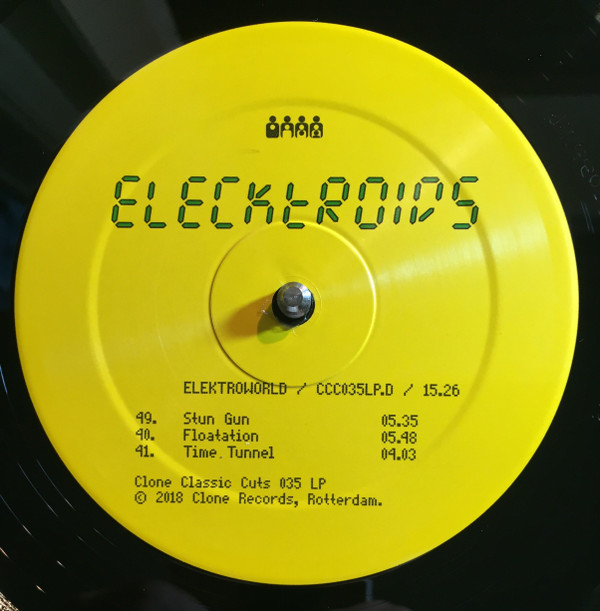 ELECKTROIDS
ELEKTROWORLD / CCC035LP.D / 15.26
49. Stun Gun 05.35
40. Floatation 05.48
41. Time Tunnel 04.03
Clone Classic Cuts 035 LP
© 2018 Clone Records, Rotterdam.